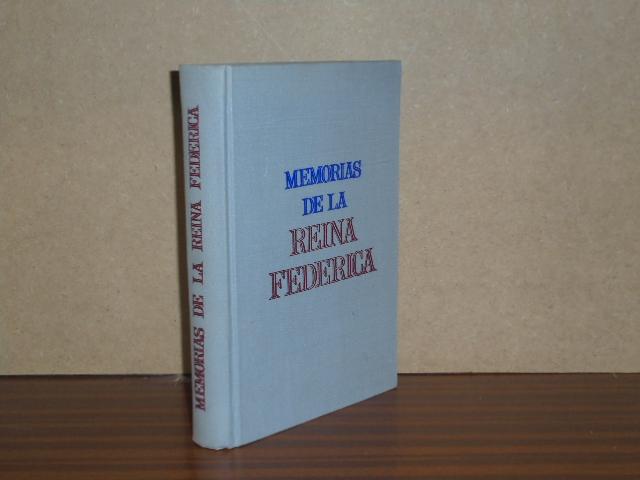 MEMORIAS DE LA REINA FEDERICA
MEMORIAS
DE LA
REINA
FEDERICA